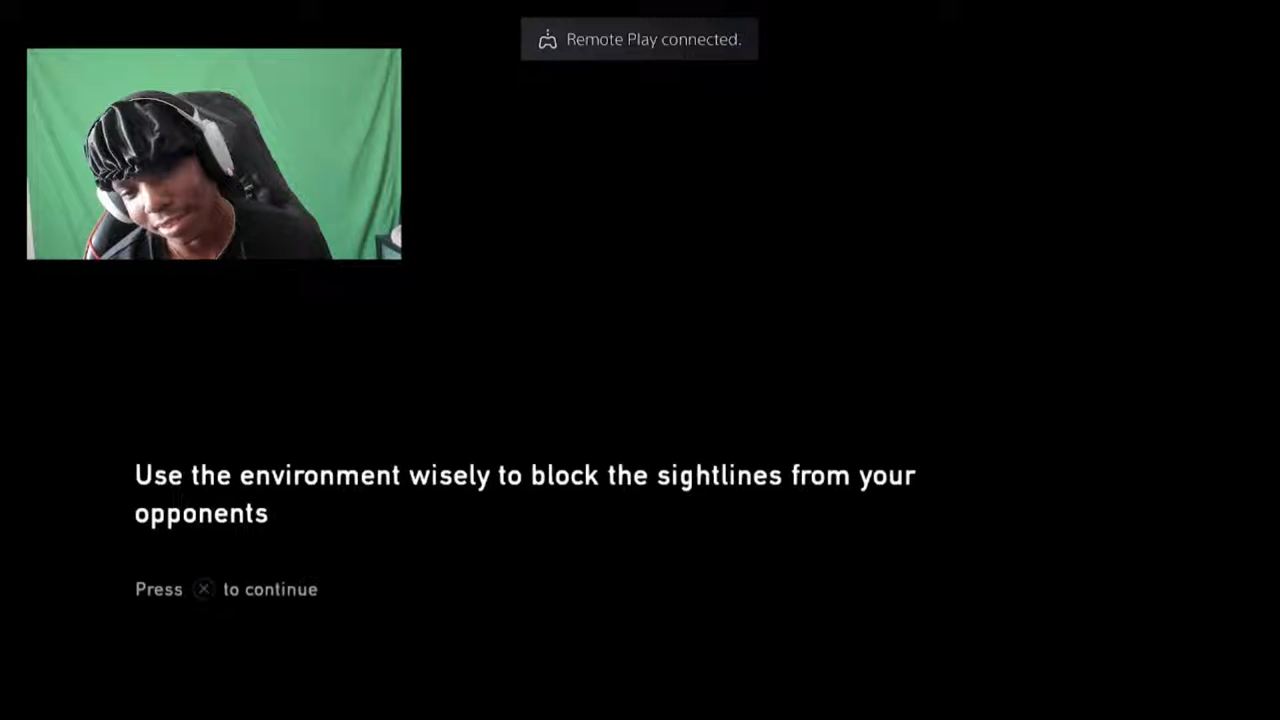 Remote Play connected.
Use the environment wisely to block the sightlines from your
opponents
Press ⓧ to continue